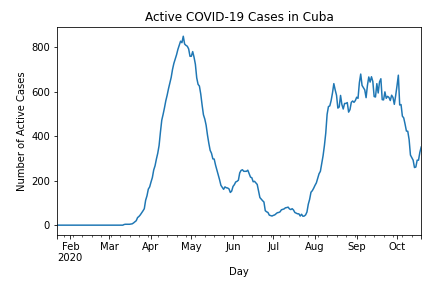 Active COVID-19 Cases in Cuba
Number of Active Cases
800
600
400
200
0
Feb Mar Apr May Jun Jul Aug Sep Oct
2020
Day